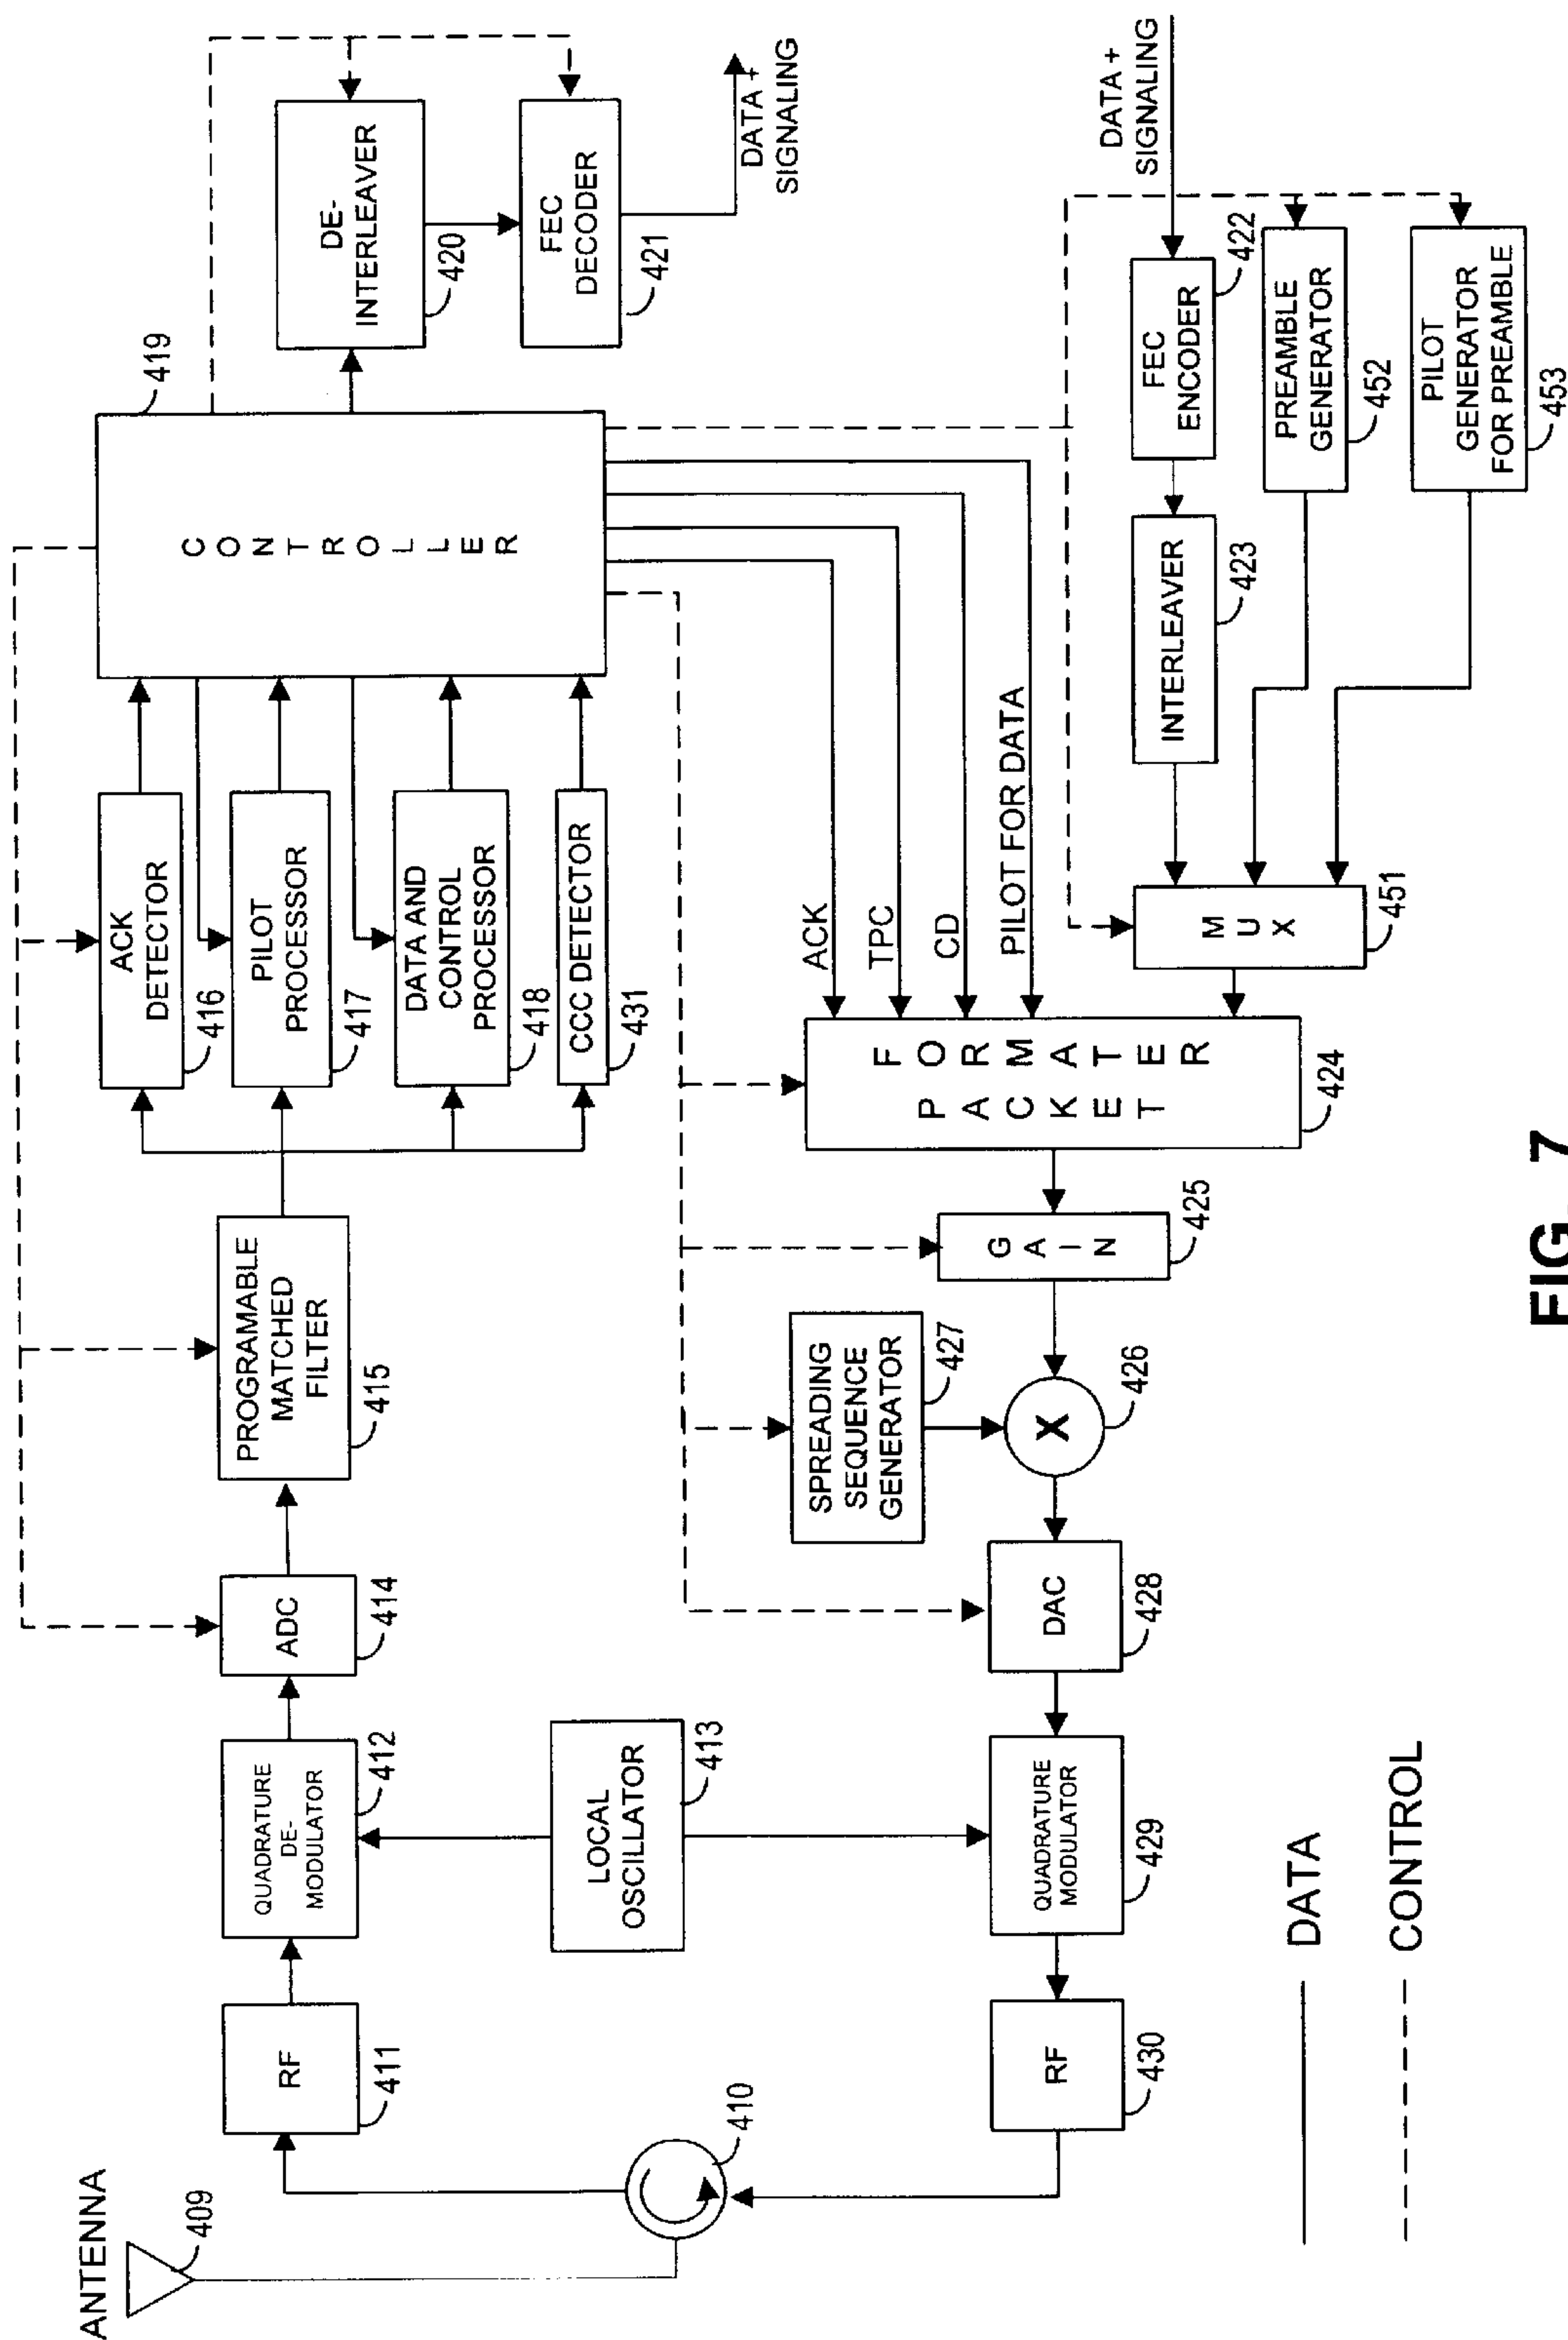 ANTENNA
409
410
RF
411
QUADRATURE
DE-
MODULATOR
412
LOCAL
OSCILLATOR
413
ADC
414
PROGRAMABLE
MATCHED
FILTER
415
ACK
DETECTOR
416
PILOT
PROCESSOR
417
DATA AND
CONTROL
PROCESSOR
418
CCC DETECTOR
431
CONTROLLER
419
DE-
INTERLEAVER
420
FEC
DECODER
421
DATA +
SIGNALING
RF
430
QUADRATURE
MODULATOR
429
DAC
428
SPREADING
SEQUENCE
GENERATOR
427
X
426
GAIN
425
PACKET
FORMATER
424
ACK
TPC
CD
PILOT FOR DATA
MUX
451
INTERLEAVER
423
FEC
ENCODER
422
DATA +
SIGNALING
PREAMBLE
GENERATOR
452
PILOT
GENERATOR
FOR PREAMBLE
453
DATA
CONTROL
FIG. 7